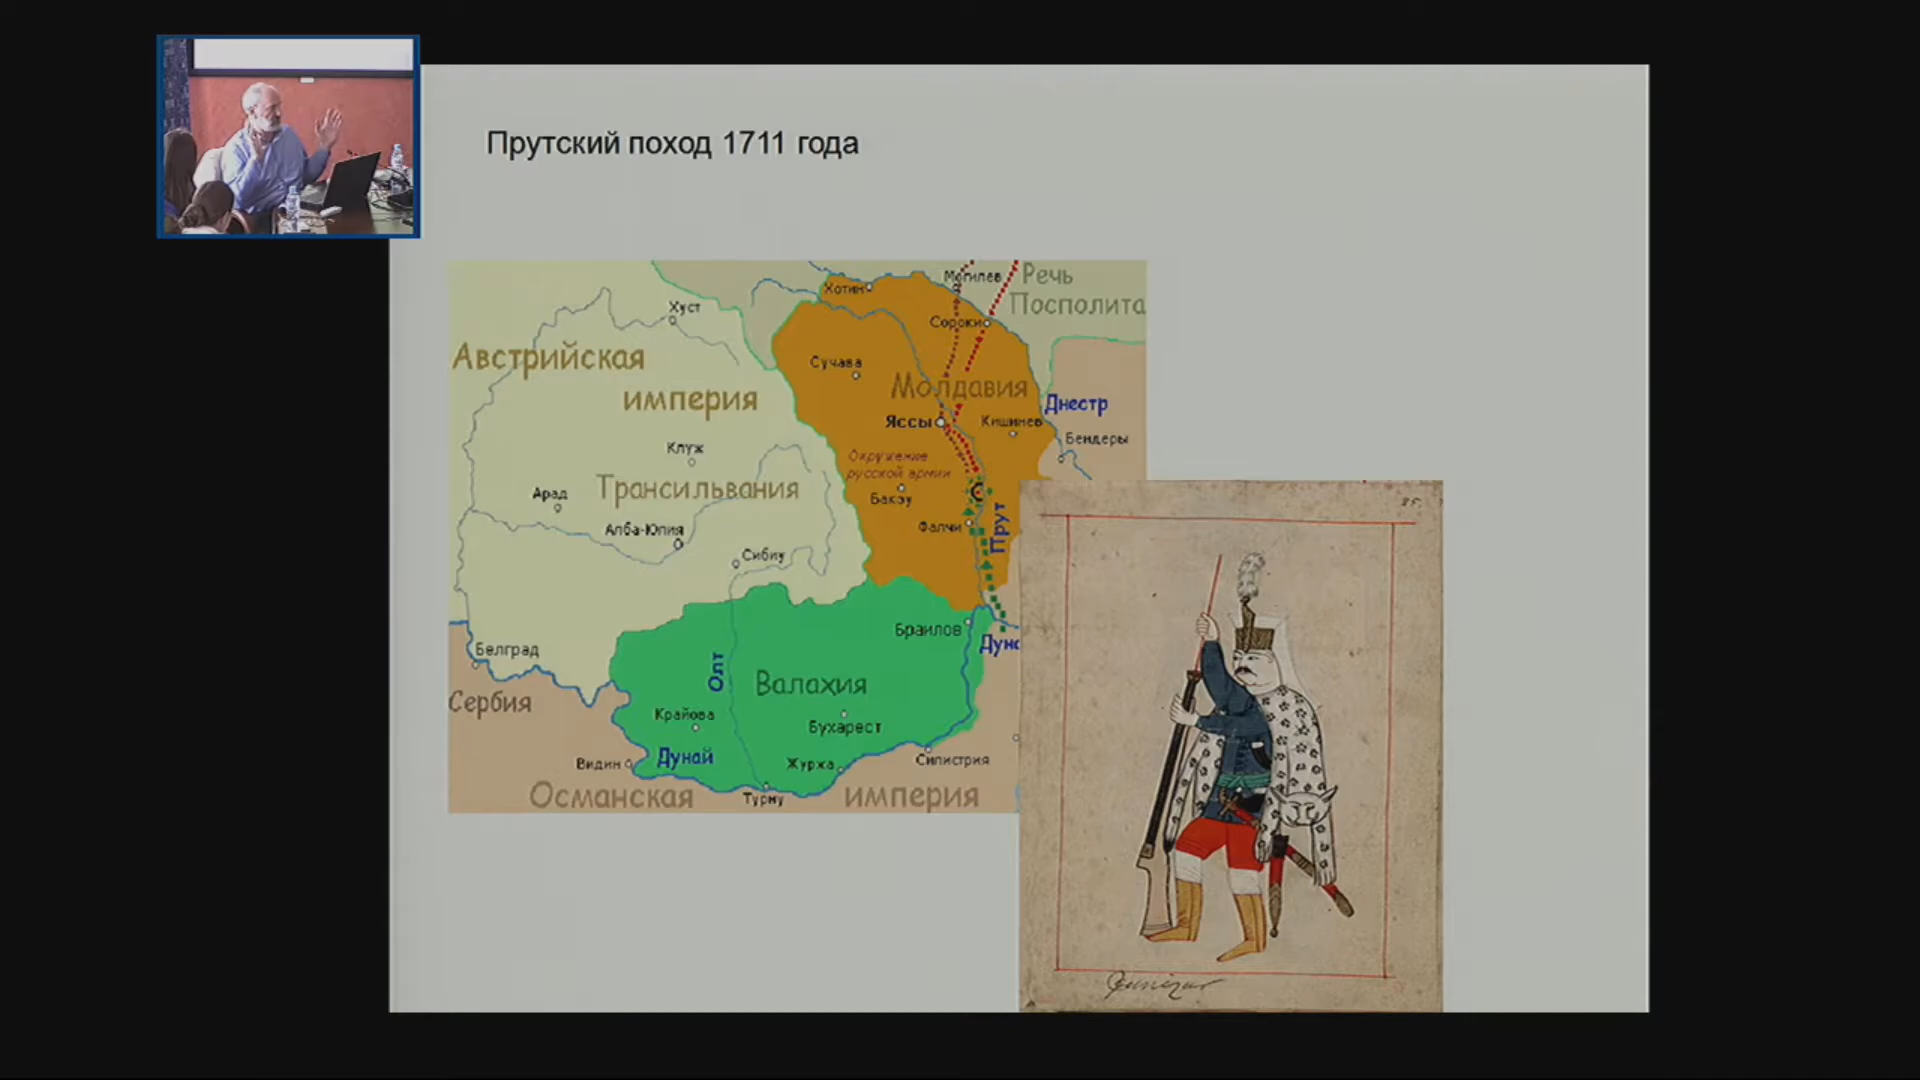 Прутский поход 1711 года
Могилев
Речь
Посполита
Хотин
Хуст
Сороки
Австрийская
Сучава
Молдавия
империя
Днестр
Яссы
Кишинев
Бендеры
Клуж
Окружение
русской армии
Трансильвания
Арад
Бакэу
85.
Алба-Юлия
Фалчи
Прут
Сибиу
Браилов
Дуна
Белград
Олт
Валахия
Сербия
Крайова
Бухарест
Дунай
Видин
Журжа
Силистрия
Османская
Турну
империя